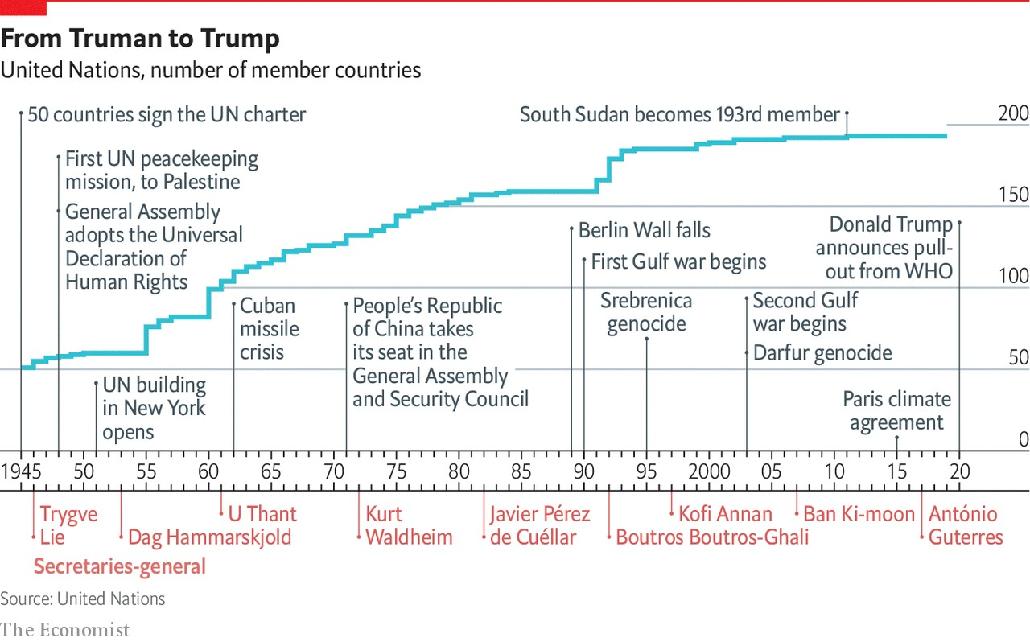 From Truman to Trump
United Nations, number of member countries
50 countries sign the UN charter
South Sudan becomes 193rd member
200
First UN peacekeeping
mission, to Palestine
General Assembly
adopts the Universal
Declaration of
Human Rights
150
Berlin Wall falls
First Gulf war begins
Donald Trump
announces pull-
out from WHO
100
Cuban
missile
crisis
People's Republic
of China takes
its seat in the
General Assembly
and Security Council
Srebrenica
genocide
Second Gulf
war begins
Darfur genocide
50
UN building
in New York
opens
Paris climate
agreement
0
1945 50 55 60 65 70 75 80 85 90 95 2000 05 10 15 20
Trygve
Lie
Dag Hammarskjold
U Thant
Kurt
Waldheim
Javier Pérez
de Cuéllar
Boutros Boutros-Ghali
Kofi Annan
Ban Ki-moon
António
Guterres
Secretaries-general
Source: United Nations
The Economist